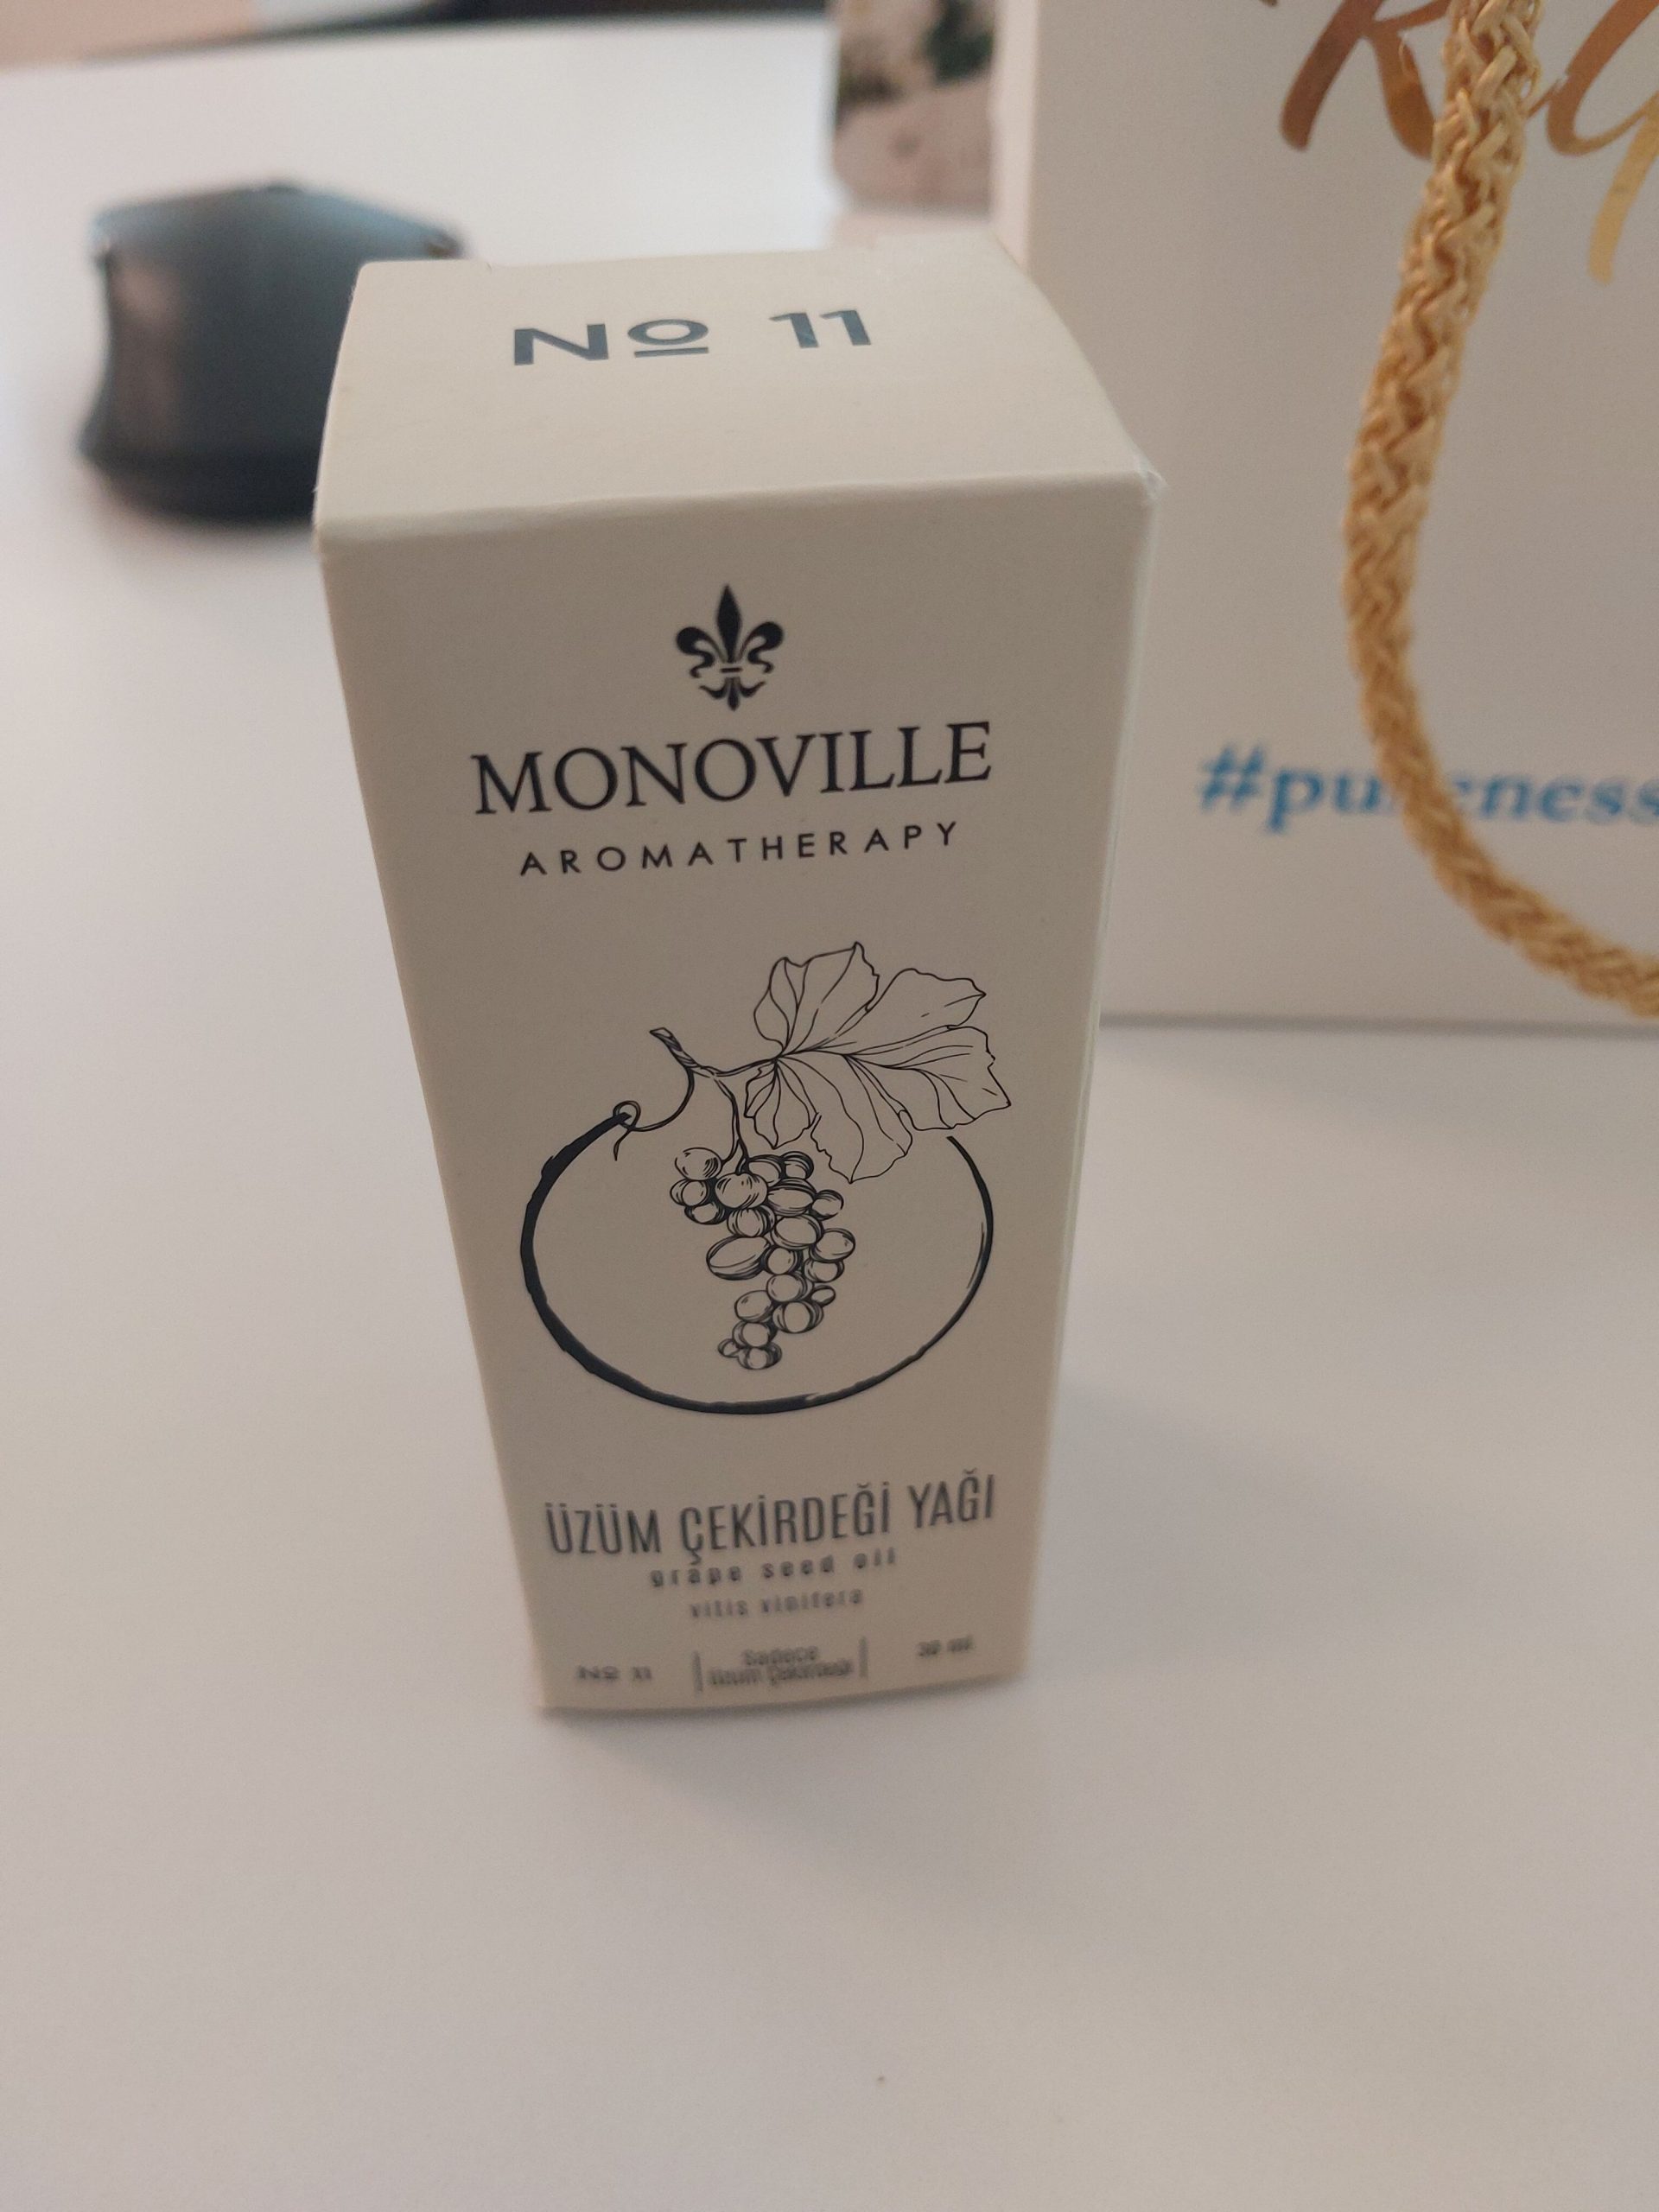 No 11
MONOVILLE
AROMATHERAPY
ÜZÜM ÇEKİRDEĞİ YAĞI
grape seed oil
vitis vinifera
No 11
Sadece
Üzüm Çekirdeği
30 ml